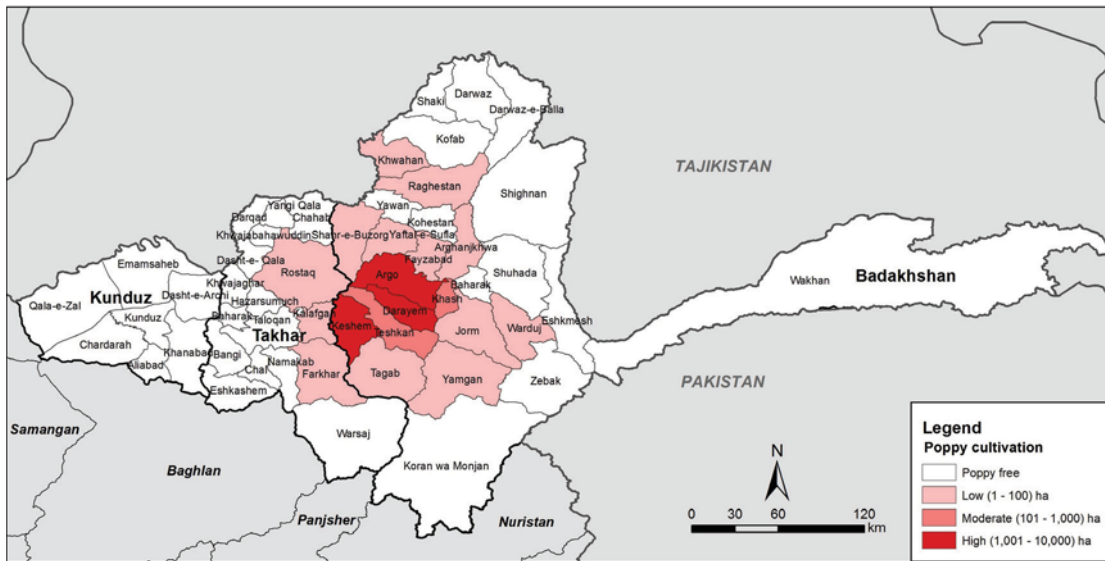 Shaki
Darwaz
Darwaz-e-Balla
Kofab
Khwahan
TAJIKISTAN
Raghestan
Shighnan
Yangi Qala
Yawan
Darqad
Chahab
Kohestan
Khwajabahawuddin
Shahr-e-Buzorg
Yaftal-e-Sufla
Arghanjkhwa
Dasht-e- Qala
Fayzabad
Emamsaheb
Rostaq
Argo
Shuhada
Khwajaghar
Baharak
Wakhan
Badakhshan
Dasht-e-Archi
Kunduz
Qala-e-Zal
Hazarsumuch
Khash
Kunduz
Baharak
Taloqan
Kalafgan
Darayem
Keshem
Teshkan
Jorm
Warduj
Eshkmesh
Takhar
Chardarah
Khanabad
Bangi
Namakab
Aliabad
Chal
Farkhar
Tagab
Yamgan
Zebak
PAKISTAN
Eshkashem
Samangan
Warsaj
Baghlan
Koran wa Monjan
Panjsher
Nuristan
N
0 30 60 120
km
Legend
Poppy cultivation
Poppy free
Low (1 - 100) ha
Moderate (101 - 1,000) ha
High (1,001 - 10,000) ha